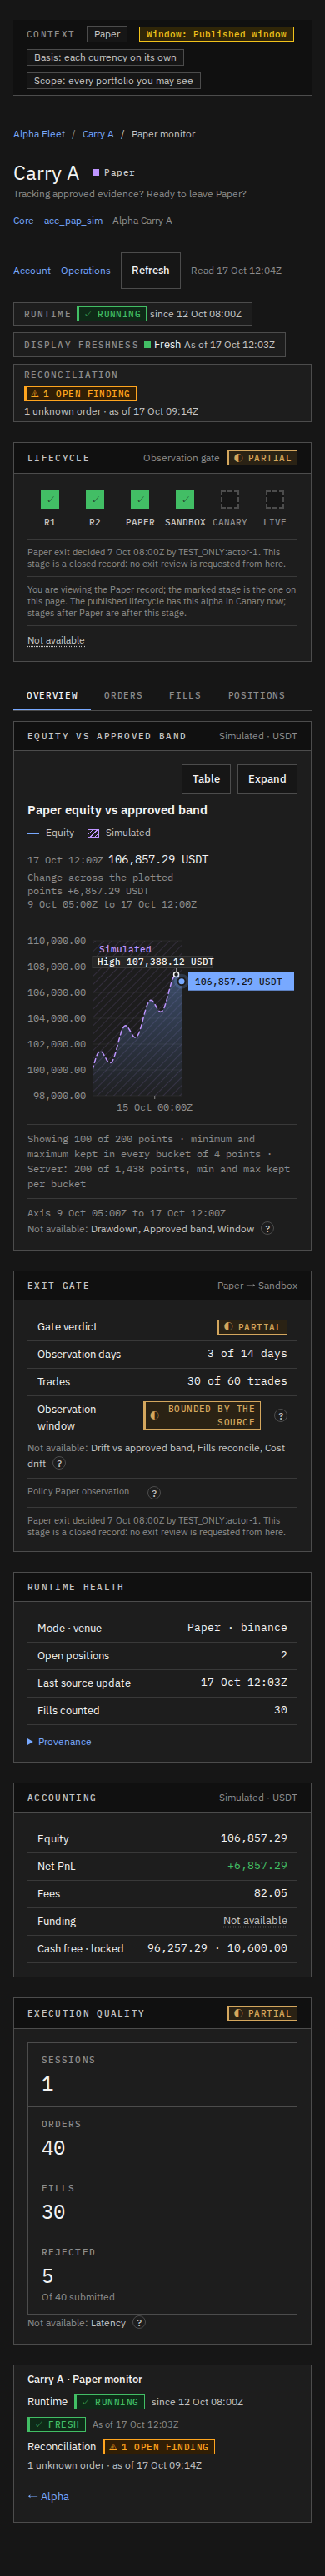 CONTEXT Paper Window: Published window
Basis: each currency on its own
Scope: every portfolio you may see
Alpha Fleet / Carry A / Paper monitor
Carry A Paper
Tracking approved evidence? Ready to leave Paper?
Core acc_pap_sim Alpha Carry A
Account Operations Refresh Read 17 Oct 12:04Z
RUNTIME ✓ RUNNING since 12 Oct 08:00Z
DISPLAY FRESHNESS Fresh As of 17 Oct 12:03Z
RECONCILIATION
⚠ 1 OPEN FINDING
1 unknown order · as of 17 Oct 09:14Z
LIFECYCLE Observation gate PARTIAL
✓ ✓ ✓ ✓
R1 R2 PAPER SANDBOX CANARY LIVE
Paper exit decided 7 Oct 08:00Z by TEST_ONLY:actor-1. This
stage is a closed record: no exit review is requested from here.
You are viewing the Paper record; the marked stage is the one on
this page. The published lifecycle has this alpha in Canary now;
stages after Paper are after this stage.
Not available
OVERVIEW ORDERS FILLS POSITIONS
EQUITY VS APPROVED BAND Simulated · USDT
Table Expand
Paper equity vs approved band
Equity Simulated
17 Oct 12:00Z 106,857.29 USDT
Change across the plotted
points +6,857.29 USDT
9 Oct 05:00Z to 17 Oct 12:00Z
110,000.00
Simulated
108,000.00 High 107,388.12 USDT
106,000.00 106,857.29 USDT
104,000.00
102,000.00
100,000.00
98,000.00
15 Oct 00:00Z
Showing 100 of 200 points · minimum and
maximum kept in every bucket of 4 points ·
Server: 200 of 1,438 points, min and max kept
per bucket
Axis 9 Oct 05:00Z to 17 Oct 12:00Z
Not available: Drawdown, Approved band, Window ?
EXIT GATE Paper → Sandbox
Gate verdict PARTIAL
Observation days 3 of 14 days
Trades 30 of 60 trades
Observation BOUNDED BY THE ?
window SOURCE
Not available: Drift vs approved band, Fills reconcile, Cost
drift ?
Policy Paper observation ?
Paper exit decided 7 Oct 08:00Z by TEST_ONLY:actor-1. This
stage is a closed record: no exit review is requested from here.
RUNTIME HEALTH
Mode · venue Paper · binance
Open positions 2
Last source update 17 Oct 12:03Z
Fills counted 30
▶ Provenance
ACCOUNTING Simulated · USDT
Equity 106,857.29
Net PnL +6,857.29
Fees 82.05
Funding Not available
Cash free · locked 96,257.29 · 10,600.00
EXECUTION QUALITY PARTIAL
SESSIONS
1
ORDERS
40
FILLS
30
REJECTED
5
Of 40 submitted
Not available: Latency ?
Carry A · Paper monitor
Runtime ✓ RUNNING since 12 Oct 08:00Z
✓ FRESH As of 17 Oct 12:03Z
Reconciliation ⚠ 1 OPEN FINDING
1 unknown order · as of 17 Oct 09:14Z
← Alpha